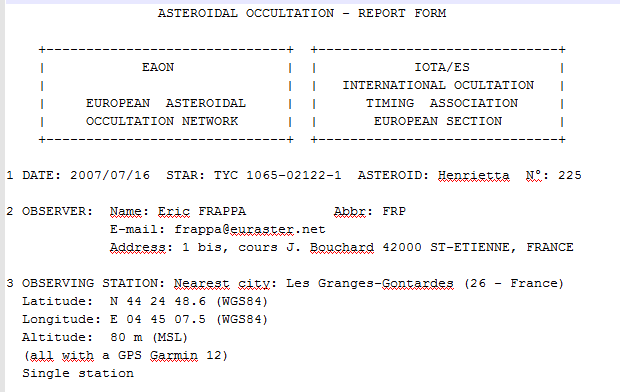 ASTEROIDAL OCCULTATION - REPORT FORM
+------------------------------+ +------------------------------+
| EAON | | IOTA/ES |
| | | INTERNATIONAL OCULTATION |
| EUROPEAN ASTEROIDAL | | TIMING ASSOCIATION |
| OCCULTATION NETWORK | | EUROPEAN SECTION |
+------------------------------+ +------------------------------+
1 DATE: 2007/07/16 STAR: TYC 1065-02122-1 ASTEROID: Henrietta N°: 225
2 OBSERVER: Name: Eric FRAPPA Abbr: FRP
E-mail: frappa@euraster.net
Address: 1 bis, cours J. Bouchard 42000 ST-ETIENNE, FRANCE
3 OBSERVING STATION: Nearest city: Les Granges-Gontardes (26 - France)
Latitude: N 44 24 48.6 (WGS84)
Longitude: E 04 45 07.5 (WGS84)
Altitude: 80 m (MSL)
(all with a GPS Garmin 12)
Single station